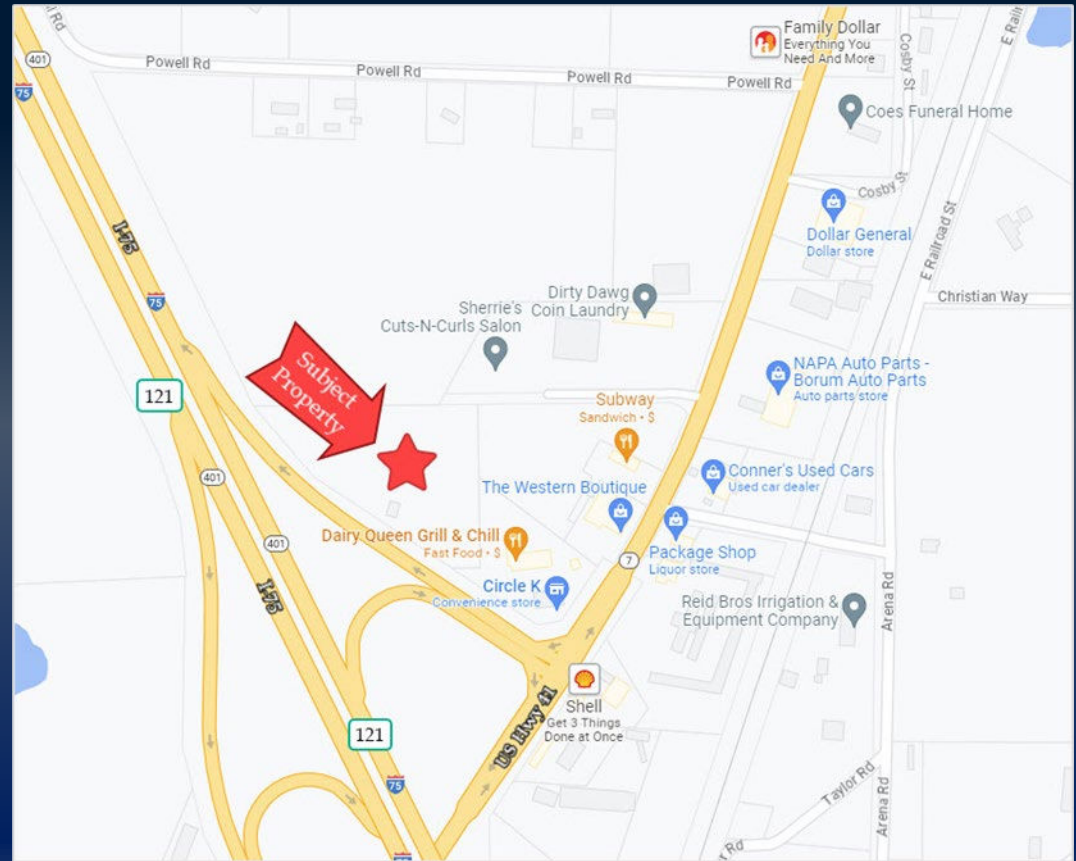 Family Dollar
Everything You
Need And More
Cosby St
E Rail
401
75
Powell Rd
Powell Rd
Powell Rd
Powell Rd
Coes Funeral Home
Cosby St
Dollar General
Dollar store
E Railroad St
I-75
75
Christian Way
Dirty Dawg
Coin Laundry
Sherrie's
Cuts-N-Curls Salon
Subject
Property
121
NAPA Auto Parts -
Borum Auto Parts
Auto parts store
Subway
Sandwich • $
401
Conner's Used Cars
Used car dealer
The Western Boutique
Dairy Queen Grill & Chill
Fast Food • $
401
7
Package Shop
Liquor store
Circle K
Convenience store
I-75
Reid Bros Irrigation &
Equipment Company
Arena Rd
Shell
Get 3 Things
Done at Once
US Hwy 41
121
75
Taylor Rd
Arena Rd
75